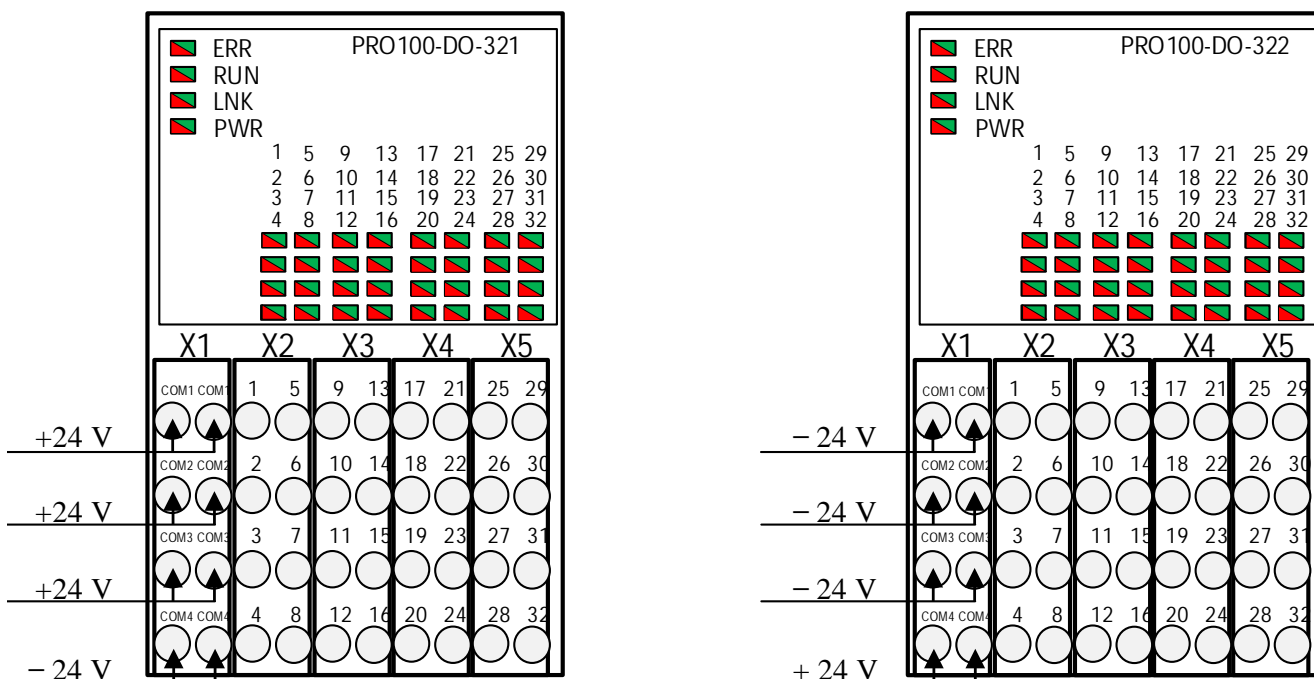 PRO100-DO-321
ERR
RUN
LNK
PWR
1 5 9 13 17 21 25 29
2 6 10 14 18 22 26 30
3 7 11 15 19 23 27 31
4 8 12 16 20 24 28 32
X1 X2 X3 X4 X5
COM1 COM1 1 5 9 13 17 21 25 29
+24 V
COM2 COM2 2 6 10 14 18 22 26 30
+24 V
COM3 COM3 3 7 11 15 19 23 27 31
+24 V
COM4 COM4 4 8 12 16 20 24 28 32
− 24 V
PRO100-DO-322
ERR
RUN
LNK
PWR
1 5 9 13 17 21 25 29
2 6 10 14 18 22 26 30
3 7 11 15 19 23 27 31
4 8 12 16 20 24 28 32
X1 X2 X3 X4 X5
COM1 COM1 1 5 9 13 17 21 25 29
− 24 V
COM2 COM2 2 6 10 14 18 22 26 30
− 24 V
COM3 COM3 3 7 11 15 19 23 27 31
− 24 V
COM4 COM4 4 8 12 16 20 24 28 32
+ 24 V